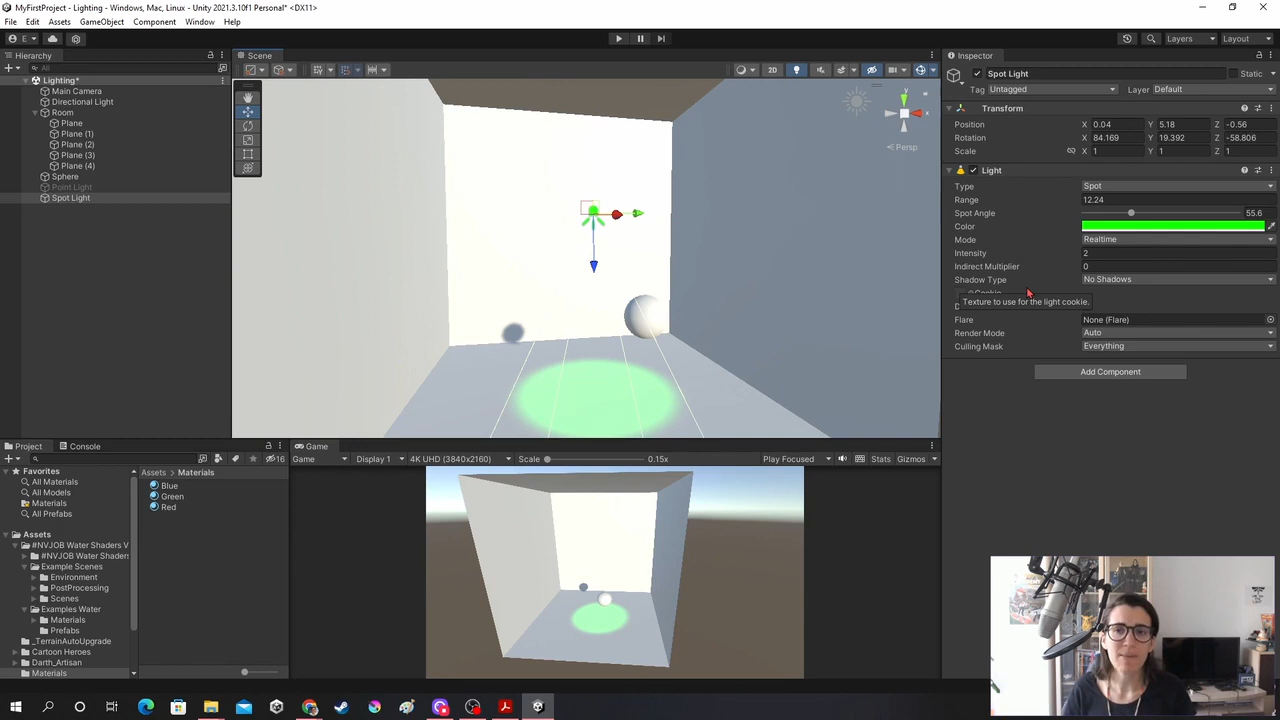 MyFirstProject - Lighting - Windows, Mac, Linux - Unity 2021.3.10f1 Personal* <DX11>
File Edit Assets GameObject Component Window Help
E Layers Layout
Hierarchy
All
Lighting*
Main Camera
Directional Light
Room
Plane
Plane (1)
Plane (2)
Plane (3)
Plane (4)
Sphere
Point Light
Spot Light
Scene
2D
y
x
Persp
Inspector
Spot Light Static
Tag Untagged Layer Default
Transform
Position X 0.04 Y 5.18 Z -0.56
Rotation X 84.169 Y 19.392 Z -58.806
Scale X 1 Y 1 Z 1
Light
Type Spot
Range 12.24
Spot Angle 55.6
Color
Mode Realtime
Intensity 2
Indirect Multiplier 0
Shadow Type No Shadows
Cookie
Texture to use for the light cookie.
Flare None (Flare)
Render Mode Auto
Culling Mask Everything
Add Component
Project Console
16
Favorites
All Materials
All Models
Materials
All Prefabs
Assets
#NVJOB Water Shaders V
#NVJOB Water Shaders
Example Scenes
Environment
PostProcessing
Scenes
Examples Water
Materials
Prefabs
_TerrainAutoUpgrade
Cartoon Heroes
Darth_Artisan
Materials
Assets Materials
Blue
Green
Red
Game
Game Display 1 4K UHD (3840x2160) Scale 0.15x Play Focused Stats Gizmos